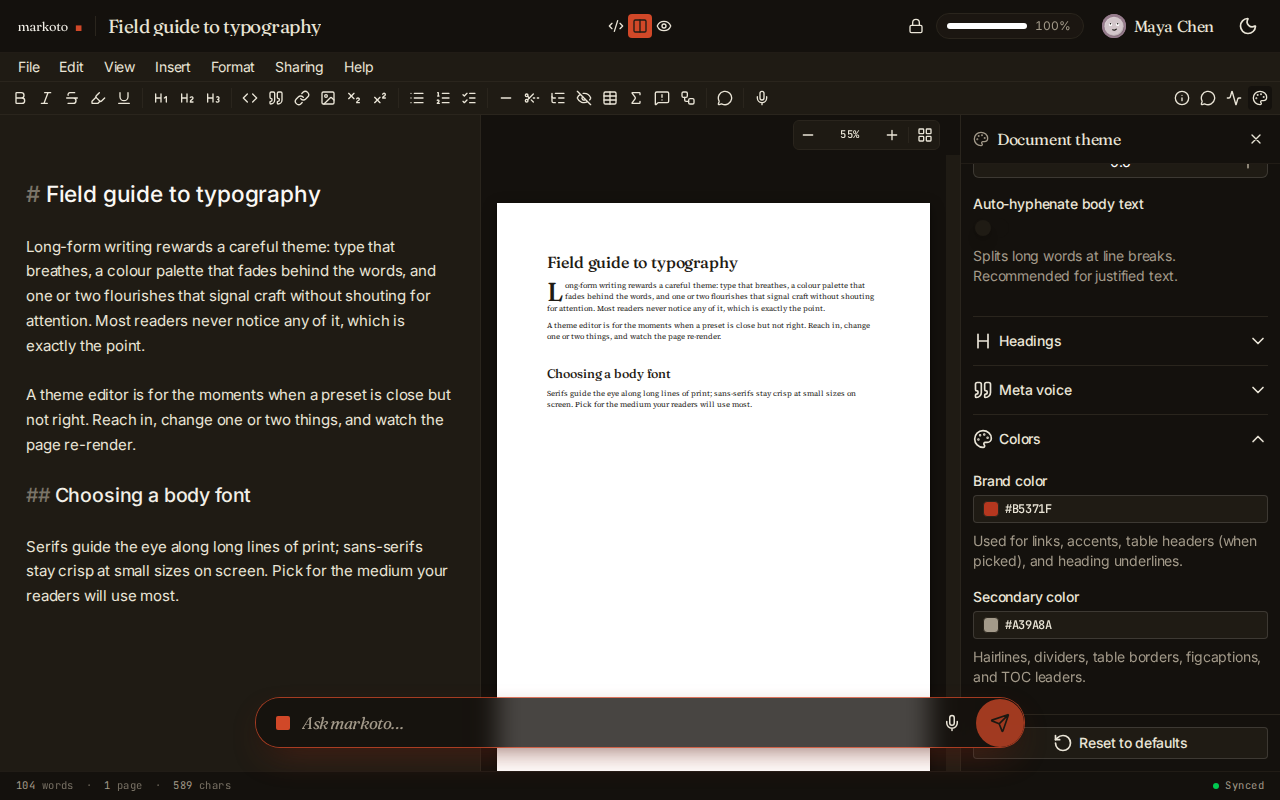 markoto
Field guide to typography
100%
Maya Chen
File Edit View Insert Format Sharing Help
H1 H2 H3
55%
# Field guide to typography
Long-form writing rewards a careful theme: type that
breathes, a colour palette that fades behind the words, and
one or two flourishes that signal craft without shouting for
attention. Most readers never notice any of it, which is
exactly the point.
A theme editor is for the moments when a preset is close but
not right. Reach in, change one or two things, and watch the
page re-render.
## Choosing a body font
Serifs guide the eye along long lines of print; sans-serifs
stay crisp at small sizes on screen. Pick for the medium your
readers will use most.
Field guide to typography
Long-form writing rewards a careful theme: type that breathes, a colour palette that
fades behind the words, and one or two flourishes that signal craft without shouting
for attention. Most readers never notice any of it, which is exactly the point.
A theme editor is for the moments when a preset is close but not right. Reach in, change
one or two things, and watch the page re-render.
Choosing a body font
Serifs guide the eye along long lines of print; sans-serifs stay crisp at small sizes on
screen. Pick for the medium your readers will use most.
Document theme
Auto-hyphenate body text
Splits long words at line breaks.
Recommended for justified text.
Headings
Meta voice
Colors
Brand color
#B5371F
Used for links, accents, table headers (when
picked), and heading underlines.
Secondary color
#A39A8A
Hairlines, dividers, table borders, figcaptions,
and TOC leaders.
Reset to defaults
Ask markoto...
104 words · 1 page · 589 chars
Synced